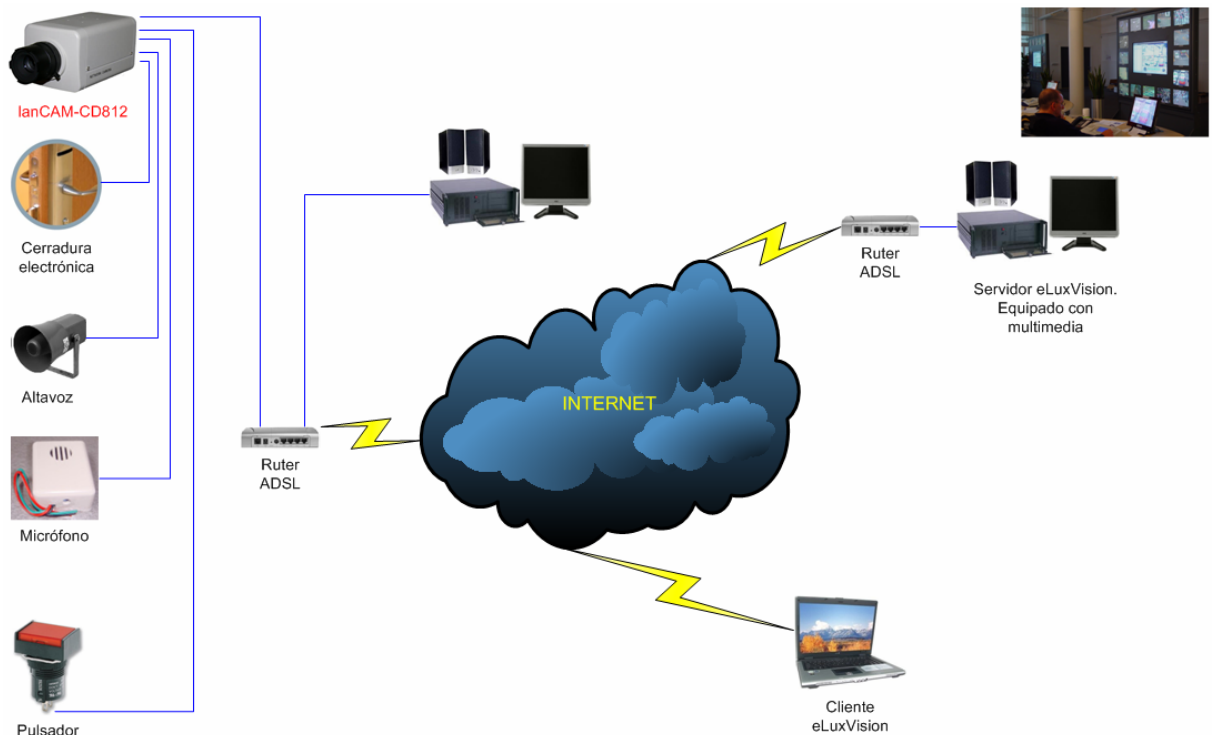 lanCAM-CD812
Cerradura
electrónica
Altavoz
Micrófono
Pulsador
Ruter
ADSL
INTERNET
Ruter
ADSL
Servidor eLuxVision.
Equipado con
multimedia
Cliente
eLuxVision